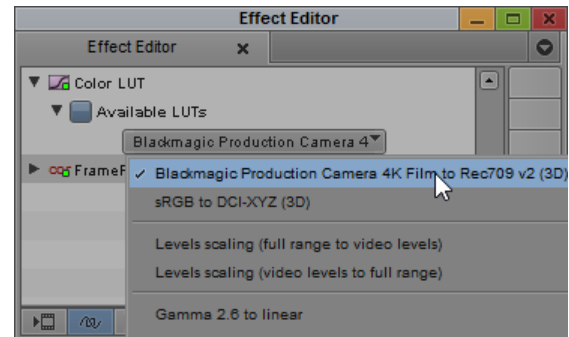 Effect Editor
Effect Editor
Color LUT
Available LUTs
Blackmagic Production Camera 4
FrameF
Blackmagic Production Camera 4K Film to Rec709 v2 (3D)
sRGB to DCI-XYZ (3D)
Levels scaling (full range to video levels)
Levels scaling (video levels to full range)
Gamma 2.6 to linear